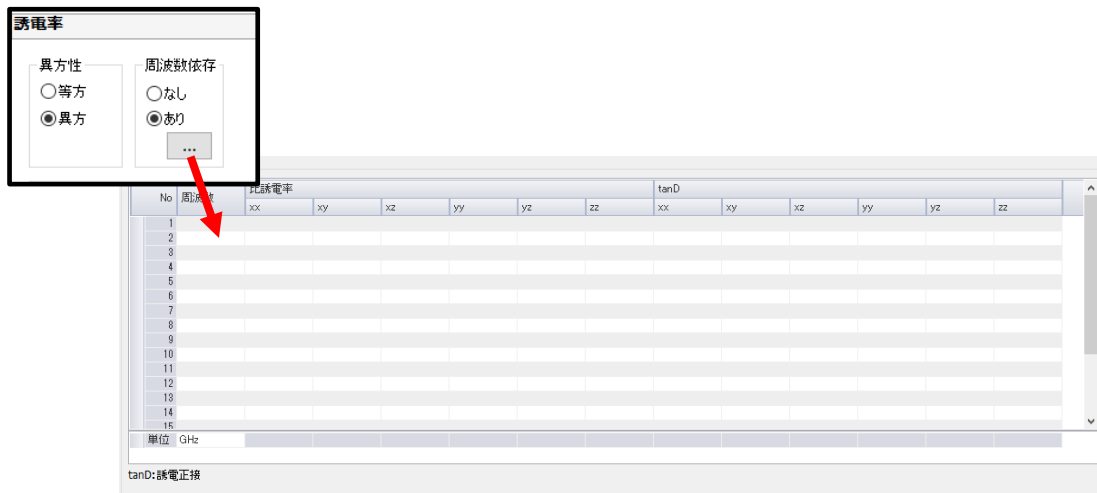 誘電率
異方性 周波数依存
等方 なし
異方 あり
...
No 周波数 比誘電率 tanD
xx xy xz yy yz zz xx xy xz yy yz zz
1
2
3
4
5
6
7
8
9
10
11
12
13
14
15
単位 GHz
tanD:誘電正接